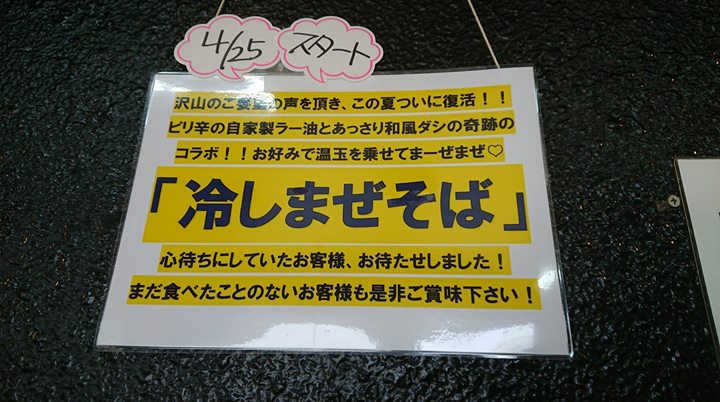 4/25 スタート
沢山のご要望の声を頂き、この夏ついに復活！！
ピリ辛の自家製ラー油とあっさり和風ダシの奇跡の
コラボ！！お好みで温玉を乗せてまーぜまぜ♡
「冷しまぜそば」
心待ちにしていたお客様、お待たせしました！
まだ食べたことのないお客様も是非ご賞味下さい！